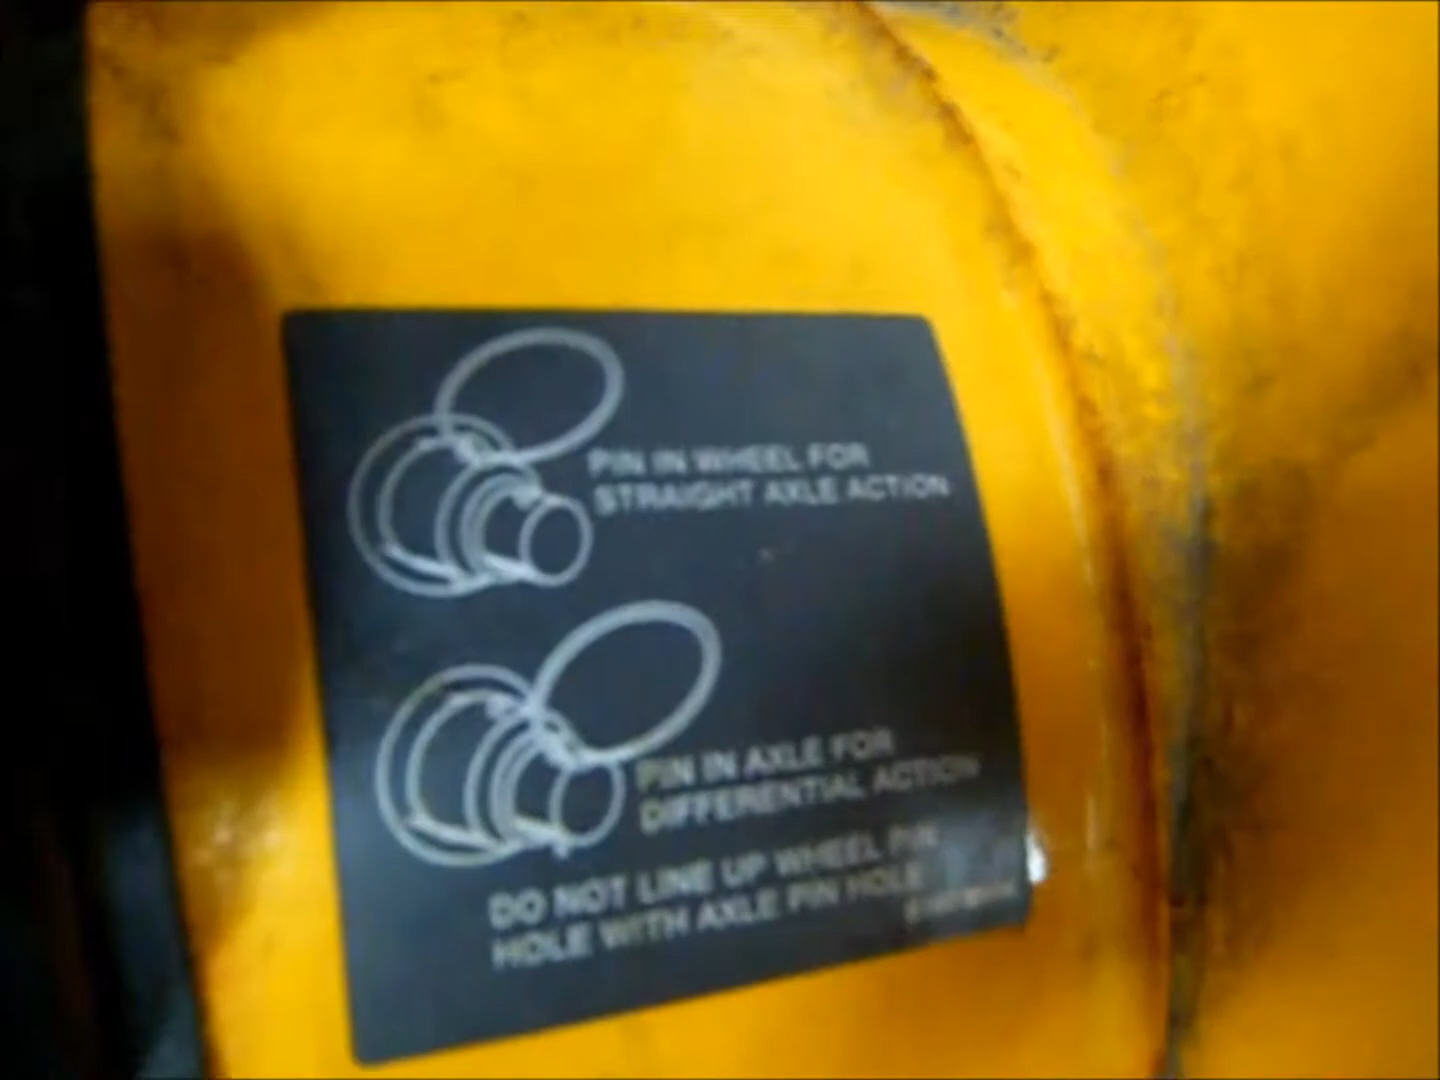 PIN IN WHEEL FOR
STRAIGHT AXLE ACTION
PIN IN AXLE FOR
DIFFERENTIAL ACTION
DO NOT LINE UP WHEEL PIN
HOLE WITH AXLE PIN HOLE